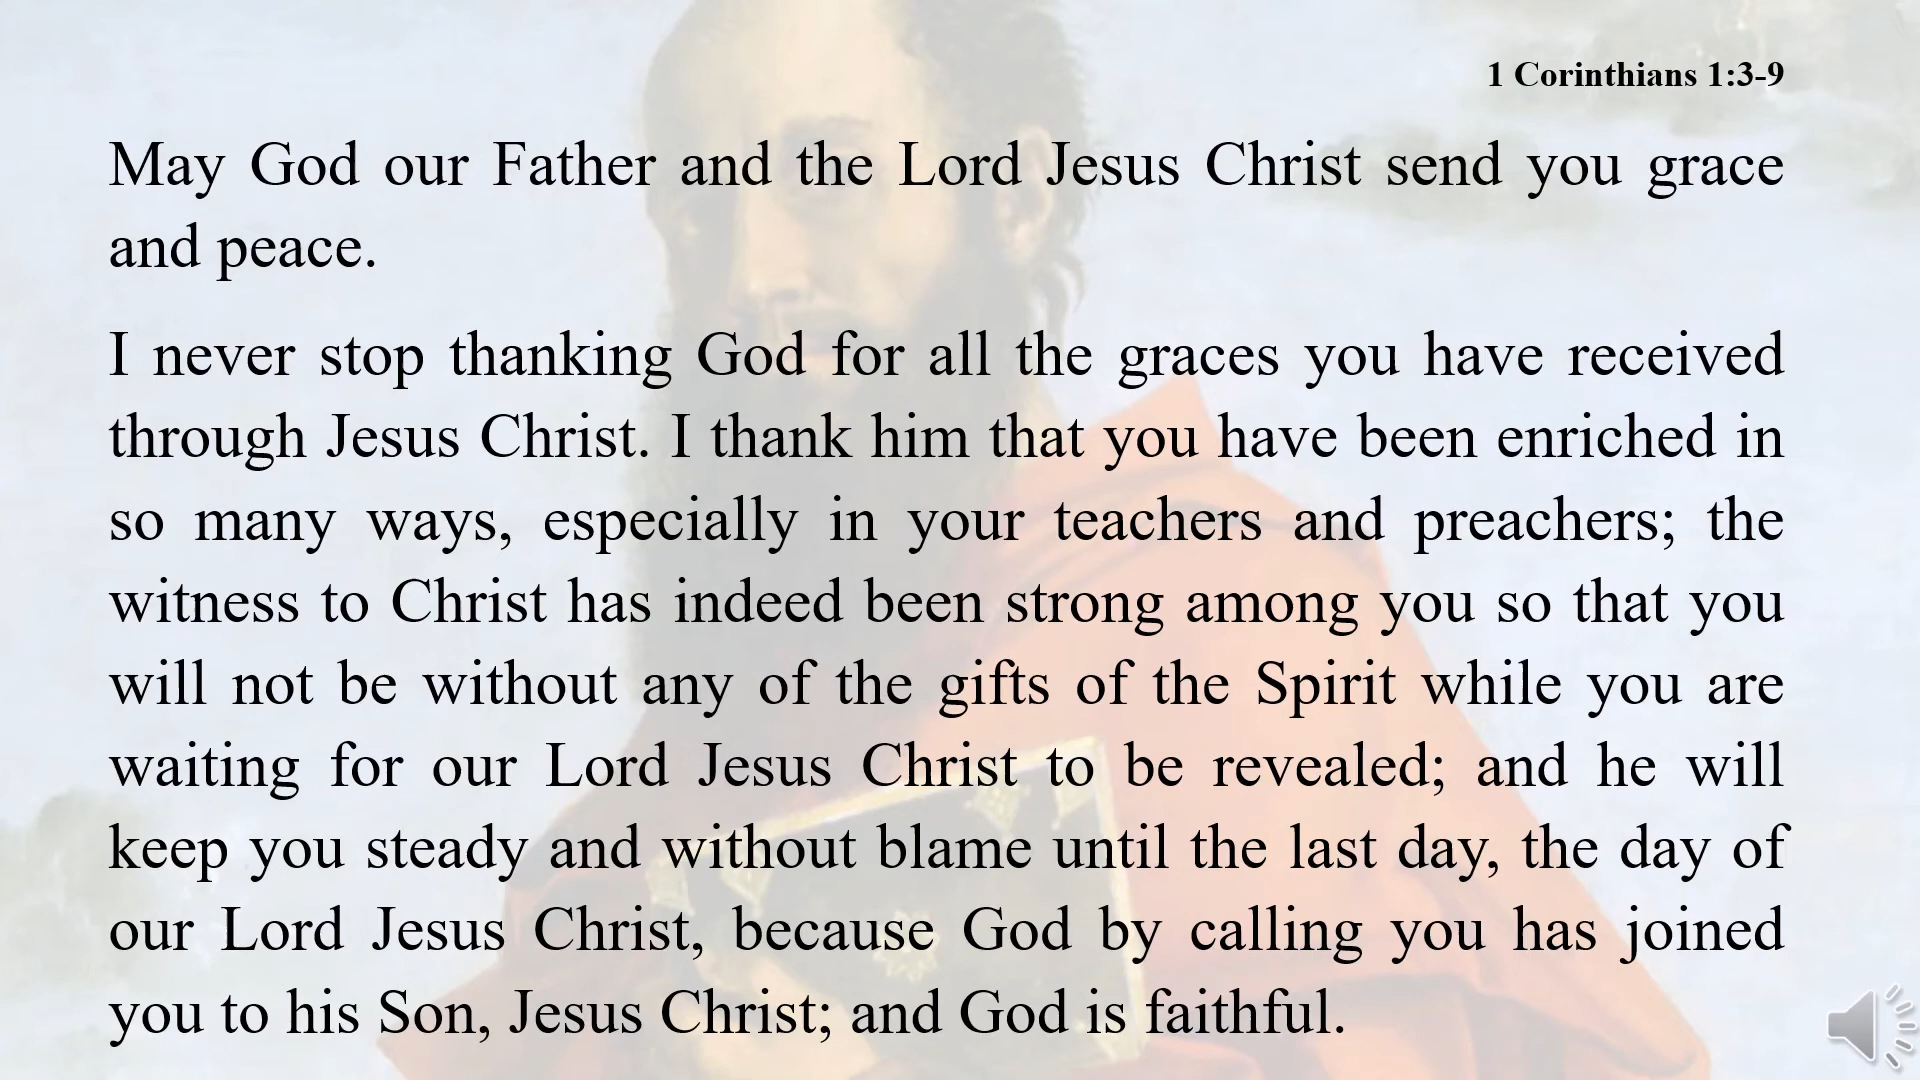 1 Corinthians 1:3-9
May God our Father and the Lord Jesus Christ send you grace
and peace.
I never stop thanking God for all the graces you have received
through Jesus Christ. I thank him that you have been enriched in
so many ways, especially in your teachers and preachers; the
witness to Christ has indeed been strong among you so that you
will not be without any of the gifts of the Spirit while you are
waiting for our Lord Jesus Christ to be revealed; and he will
keep you steady and without blame until the last day, the day of
our Lord Jesus Christ, because God by calling you has joined
you to his Son, Jesus Christ; and God is faithful.